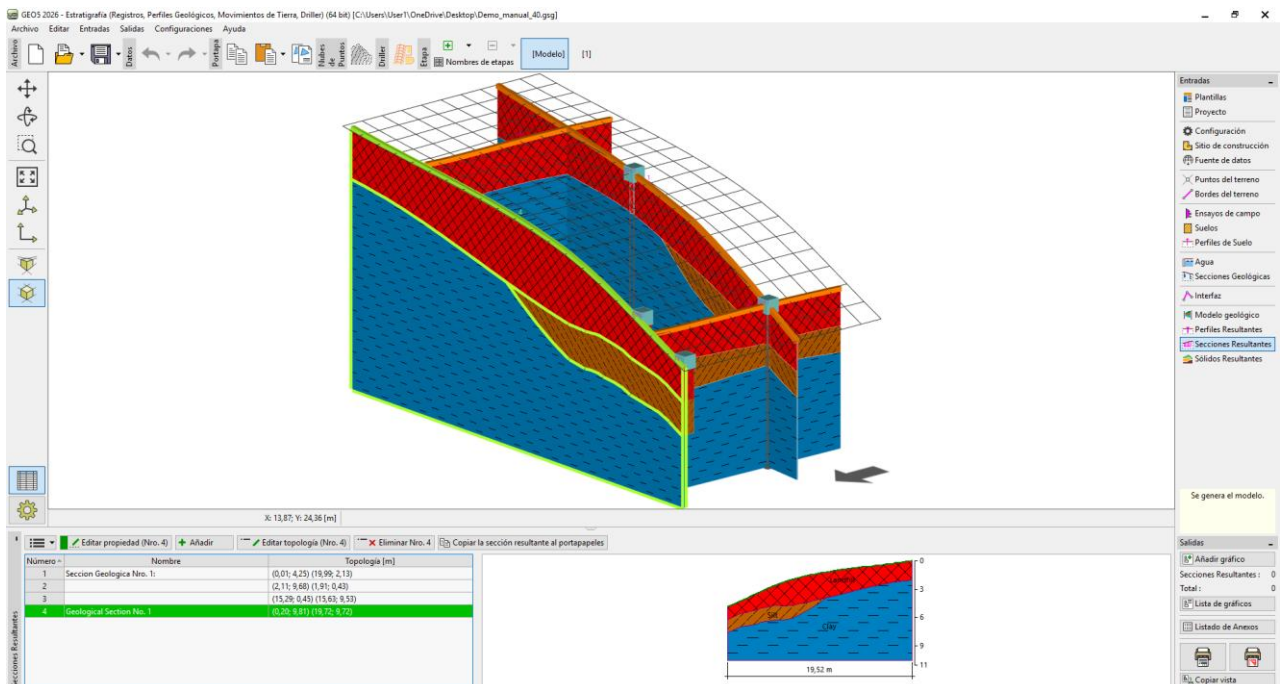 GEO5 2026 - Estratigrafía (Registros, Perfiles Geológicos, Movimientos de Tierra, Driller) (64 bit) [C:\Users\User1\OneDrive\Desktop\Demo_manual_40.gsg]
Archivo Editar Entradas Salidas Configuraciones Ayuda
Archivo
Datos
Portapa
Nubes de Puntos
Driller
Etapa
Nombres de etapas
[Modelo] [1]
Entradas
Plantillas
Proyecto
Configuración
Sitio de construcción
Fuente de datos
Puntos del terreno
Bordes del terreno
Ensayos de campo
Suelos
Perfiles de Suelo
Agua
Secciones Geológicas
Interfaz
Modelo geológico
Perfiles Resultantes
Secciones Resultantes
Sólidos Resultantes
Se genera el modelo.
X: 13,87; Y: 24,36 [m]
Editar propiedad (Nro. 4) Añadir Editar topología (Nro. 4) Eliminar Nro. 4 Copiar la sección resultante al portapapeles
Número Nombre Topología [m]
1 Seccion Geologica Nro. 1: (0,01; 4,25) (19,99; 2,13)
2 (2,11; 9,68) (1,91; 0,43)
3 (15,29; 0,45) (15,63; 9,53)
4 Geological Section No. 1 (0,20; 9,81) (19,72; 9,72)
Secciones Resultantes
Silt
Clay
0
3
6
9
11
19,52 m
Salidas
Añadir gráfico
Secciones Resultantes : 0
Total : 0
Lista de gráficos
Listado de Anexos
Copiar vista